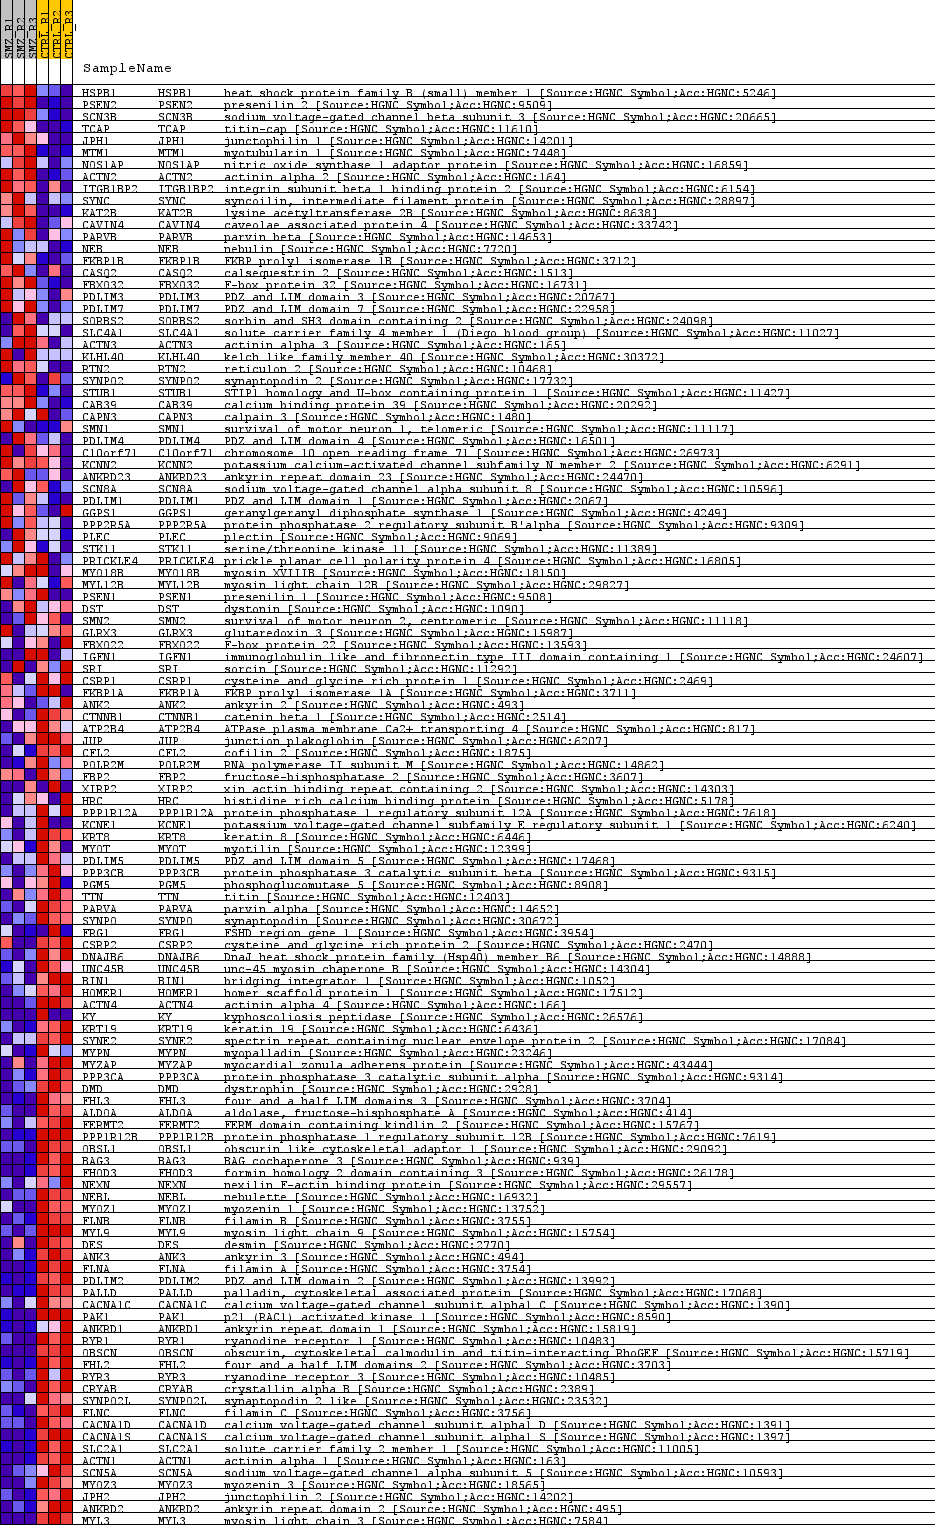 SMZ_R1 SMZ_R2 SMZ_R3 CTRL_R1 CTRL_R2 CTRL_R3
SampleName
HSPB1 HSPB1 heat shock protein family B (small) member 1 [Source:HGNC Symbol;Acc:HGNC:5246]
PSEN2 PSEN2 presenilin 2 [Source:HGNC Symbol;Acc:HGNC:9509]
SCN3B SCN3B sodium voltage-gated channel beta subunit 3 [Source:HGNC Symbol;Acc:HGNC:20665]
TCAP TCAP titin-cap [Source:HGNC Symbol;Acc:HGNC:11610]
JPH1 JPH1 junctophilin 1 [Source:HGNC Symbol;Acc:HGNC:14201]
MTM1 MTM1 myotubularin 1 [Source:HGNC Symbol;Acc:HGNC:7448]
NOS1AP NOS1AP nitric oxide synthase 1 adaptor protein [Source:HGNC Symbol;Acc:HGNC:16859]
ACTN2 ACTN2 actinin alpha 2 [Source:HGNC Symbol;Acc:HGNC:164]
ITGB1BP2 ITGB1BP2 integrin subunit beta 1 binding protein 2 [Source:HGNC Symbol;Acc:HGNC:6154]
SYNC SYNC syncoilin, intermediate filament protein [Source:HGNC Symbol;Acc:HGNC:28897]
KAT2B KAT2B lysine acetyltransferase 2B [Source:HGNC Symbol;Acc:HGNC:8638]
CAVIN4 CAVIN4 caveolae associated protein 4 [Source:HGNC Symbol;Acc:HGNC:33742]
PARVB PARVB parvin beta [Source:HGNC Symbol;Acc:HGNC:14653]
NEB NEB nebulin [Source:HGNC Symbol;Acc:HGNC:7720]
FKBP1B FKBP1B FKBP prolyl isomerase 1B [Source:HGNC Symbol;Acc:HGNC:3712]
CASQ2 CASQ2 calsequestrin 2 [Source:HGNC Symbol;Acc:HGNC:1513]
FBXO32 FBXO32 F-box protein 32 [Source:HGNC Symbol;Acc:HGNC:16731]
PDLIM3 PDLIM3 PDZ and LIM domain 3 [Source:HGNC Symbol;Acc:HGNC:20767]
PDLIM7 PDLIM7 PDZ and LIM domain 7 [Source:HGNC Symbol;Acc:HGNC:22958]
SORBS2 SORBS2 sorbin and SH3 domain containing 2 [Source:HGNC Symbol;Acc:HGNC:24098]
SLC4A1 SLC4A1 solute carrier family 4 member 1 (Diego blood group) [Source:HGNC Symbol;Acc:HGNC:11027]
ACTN3 ACTN3 actinin alpha 3 [Source:HGNC Symbol;Acc:HGNC:165]
KLHL40 KLHL40 kelch like family member 40 [Source:HGNC Symbol;Acc:HGNC:30372]
RTN2 RTN2 reticulon 2 [Source:HGNC Symbol;Acc:HGNC:10468]
SYNPO2 SYNPO2 synaptopodin 2 [Source:HGNC Symbol;Acc:HGNC:17732]
STUB1 STUB1 STIP1 homology and U-box containing protein 1 [Source:HGNC Symbol;Acc:HGNC:11427]
CAB39 CAB39 calcium binding protein 39 [Source:HGNC Symbol;Acc:HGNC:20292]
CAPN3 CAPN3 calpain 3 [Source:HGNC Symbol;Acc:HGNC:1480]
SMN1 SMN1 survival of motor neuron 1, telomeric [Source:HGNC Symbol;Acc:HGNC:11117]
PDLIM4 PDLIM4 PDZ and LIM domain 4 [Source:HGNC Symbol;Acc:HGNC:16501]
C10orf71 C10orf71 chromosome 10 open reading frame 71 [Source:HGNC Symbol;Acc:HGNC:26973]
KCNN2 KCNN2 potassium calcium-activated channel subfamily N member 2 [Source:HGNC Symbol;Acc:HGNC:6291]
ANKRD23 ANKRD23 ankyrin repeat domain 23 [Source:HGNC Symbol;Acc:HGNC:24470]
SCN8A SCN8A sodium voltage-gated channel alpha subunit 8 [Source:HGNC Symbol;Acc:HGNC:10596]
PDLIM1 PDLIM1 PDZ and LIM domain 1 [Source:HGNC Symbol;Acc:HGNC:2067]
GGPS1 GGPS1 geranylgeranyl diphosphate synthase 1 [Source:HGNC Symbol;Acc:HGNC:4249]
PPP2R5A PPP2R5A protein phosphatase 2 regulatory subunit B'alpha [Source:HGNC Symbol;Acc:HGNC:9309]
PLEC PLEC plectin [Source:HGNC Symbol;Acc:HGNC:9069]
STK11 STK11 serine/threonine kinase 11 [Source:HGNC Symbol;Acc:HGNC:11389]
PRICKLE4 PRICKLE4 prickle planar cell polarity protein 4 [Source:HGNC Symbol;Acc:HGNC:16805]
MYO18B MYO18B myosin XVIIIB [Source:HGNC Symbol;Acc:HGNC:18150]
MYL12B MYL12B myosin light chain 12B [Source:HGNC Symbol;Acc:HGNC:29827]
PSEN1 PSEN1 presenilin 1 [Source:HGNC Symbol;Acc:HGNC:9508]
DST DST dystonin [Source:HGNC Symbol;Acc:HGNC:1090]
SMN2 SMN2 survival of motor neuron 2, centromeric [Source:HGNC Symbol;Acc:HGNC:11118]
GLRX3 GLRX3 glutaredoxin 3 [Source:HGNC Symbol;Acc:HGNC:15987]
FBXO22 FBXO22 F-box protein 22 [Source:HGNC Symbol;Acc:HGNC:13593]
IGFN1 IGFN1 immunoglobulin like and fibronectin type III domain containing 1 [Source:HGNC Symbol;Acc:HGNC:24607]
SRI SRI sorcin [Source:HGNC Symbol;Acc:HGNC:11292]
CSRP1 CSRP1 cysteine and glycine rich protein 1 [Source:HGNC Symbol;Acc:HGNC:2469]
FKBP1A FKBP1A FKBP prolyl isomerase 1A [Source:HGNC Symbol;Acc:HGNC:3711]
ANK2 ANK2 ankyrin 2 [Source:HGNC Symbol;Acc:HGNC:493]
CTNNB1 CTNNB1 catenin beta 1 [Source:HGNC Symbol;Acc:HGNC:2514]
ATP2B4 ATP2B4 ATPase plasma membrane Ca2+ transporting 4 [Source:HGNC Symbol;Acc:HGNC:817]
JUP JUP junction plakoglobin [Source:HGNC Symbol;Acc:HGNC:6207]
CFL2 CFL2 cofilin 2 [Source:HGNC Symbol;Acc:HGNC:1875]
POLR2M POLR2M RNA polymerase II subunit M [Source:HGNC Symbol;Acc:HGNC:14862]
FBP2 FBP2 fructose-bisphosphatase 2 [Source:HGNC Symbol;Acc:HGNC:3607]
XIRP2 XIRP2 xin actin binding repeat containing 2 [Source:HGNC Symbol;Acc:HGNC:14303]
HRC HRC histidine rich calcium binding protein [Source:HGNC Symbol;Acc:HGNC:5178]
PPP1R12A PPP1R12A protein phosphatase 1 regulatory subunit 12A [Source:HGNC Symbol;Acc:HGNC:7618]
KCNE1 KCNE1 potassium voltage-gated channel subfamily E regulatory subunit 1 [Source:HGNC Symbol;Acc:HGNC:6240]
KRT8 KRT8 keratin 8 [Source:HGNC Symbol;Acc:HGNC:6446]
MYOT MYOT myotilin [Source:HGNC Symbol;Acc:HGNC:12399]
PDLIM5 PDLIM5 PDZ and LIM domain 5 [Source:HGNC Symbol;Acc:HGNC:17468]
PPP3CB PPP3CB protein phosphatase 3 catalytic subunit beta [Source:HGNC Symbol;Acc:HGNC:9315]
PGM5 PGM5 phosphoglucomutase 5 [Source:HGNC Symbol;Acc:HGNC:8908]
TTN TTN titin [Source:HGNC Symbol;Acc:HGNC:12403]
PARVA PARVA parvin alpha [Source:HGNC Symbol;Acc:HGNC:14652]
SYNPO SYNPO synaptopodin [Source:HGNC Symbol;Acc:HGNC:30672]
FRG1 FRG1 FSHD region gene 1 [Source:HGNC Symbol;Acc:HGNC:3954]
CSRP2 CSRP2 cysteine and glycine rich protein 2 [Source:HGNC Symbol;Acc:HGNC:2470]
DNAJB6 DNAJB6 DnaJ heat shock protein family (Hsp40) member B6 [Source:HGNC Symbol;Acc:HGNC:14888]
UNC45B UNC45B unc-45 myosin chaperone B [Source:HGNC Symbol;Acc:HGNC:14304]
BIN1 BIN1 bridging integrator 1 [Source:HGNC Symbol;Acc:HGNC:1052]
HOMER1 HOMER1 homer scaffold protein 1 [Source:HGNC Symbol;Acc:HGNC:17512]
ACTN4 ACTN4 actinin alpha 4 [Source:HGNC Symbol;Acc:HGNC:166]
KY KY kyphoscoliosis peptidase [Source:HGNC Symbol;Acc:HGNC:26576]
KRT19 KRT19 keratin 19 [Source:HGNC Symbol;Acc:HGNC:6436]
SYNE2 SYNE2 spectrin repeat containing nuclear envelope protein 2 [Source:HGNC Symbol;Acc:HGNC:17084]
MYPN MYPN myopalladin [Source:HGNC Symbol;Acc:HGNC:23246]
MYZAP MYZAP myocardial zonula adherens protein [Source:HGNC Symbol;Acc:HGNC:43444]
PPP3CA PPP3CA protein phosphatase 3 catalytic subunit alpha [Source:HGNC Symbol;Acc:HGNC:9314]
DMD DMD dystrophin [Source:HGNC Symbol;Acc:HGNC:2928]
FHL3 FHL3 four and a half LIM domains 3 [Source:HGNC Symbol;Acc:HGNC:3704]
ALDOA ALDOA aldolase, fructose-bisphosphate A [Source:HGNC Symbol;Acc:HGNC:414]
FERMT2 FERMT2 FERM domain containing kindlin 2 [Source:HGNC Symbol;Acc:HGNC:15767]
PPP1R12B PPP1R12B protein phosphatase 1 regulatory subunit 12B [Source:HGNC Symbol;Acc:HGNC:7619]
OBSL1 OBSL1 obscurin like cytoskeletal adaptor 1 [Source:HGNC Symbol;Acc:HGNC:29092]
BAG3 BAG3 BAG cochaperone 3 [Source:HGNC Symbol;Acc:HGNC:939]
FHOD3 FHOD3 formin homology 2 domain containing 3 [Source:HGNC Symbol;Acc:HGNC:26178]
NEXN NEXN nexilin F-actin binding protein [Source:HGNC Symbol;Acc:HGNC:29557]
NEBL NEBL nebulette [Source:HGNC Symbol;Acc:HGNC:16932]
MYOZ1 MYOZ1 myozenin 1 [Source:HGNC Symbol;Acc:HGNC:13752]
FLNB FLNB filamin B [Source:HGNC Symbol;Acc:HGNC:3755]
MYL9 MYL9 myosin light chain 9 [Source:HGNC Symbol;Acc:HGNC:15754]
DES DES desmin [Source:HGNC Symbol;Acc:HGNC:2770]
ANK3 ANK3 ankyrin 3 [Source:HGNC Symbol;Acc:HGNC:494]
FLNA FLNA filamin A [Source:HGNC Symbol;Acc:HGNC:3754]
PDLIM2 PDLIM2 PDZ and LIM domain 2 [Source:HGNC Symbol;Acc:HGNC:13992]
PALLD PALLD palladin, cytoskeletal associated protein [Source:HGNC Symbol;Acc:HGNC:17068]
CACNA1C CACNA1C calcium voltage-gated channel subunit alpha1 C [Source:HGNC Symbol;Acc:HGNC:1390]
PAK1 PAK1 p21 (RAC1) activated kinase 1 [Source:HGNC Symbol;Acc:HGNC:8590]
ANKRD1 ANKRD1 ankyrin repeat domain 1 [Source:HGNC Symbol;Acc:HGNC:15819]
RYR1 RYR1 ryanodine receptor 1 [Source:HGNC Symbol;Acc:HGNC:10483]
OBSCN OBSCN obscurin, cytoskeletal calmodulin and titin-interacting RhoGEF [Source:HGNC Symbol;Acc:HGNC:15719]
FHL2 FHL2 four and a half LIM domains 2 [Source:HGNC Symbol;Acc:HGNC:3703]
RYR3 RYR3 ryanodine receptor 3 [Source:HGNC Symbol;Acc:HGNC:10485]
CRYAB CRYAB crystallin alpha B [Source:HGNC Symbol;Acc:HGNC:2389]
SYNPO2L SYNPO2L synaptopodin 2 like [Source:HGNC Symbol;Acc:HGNC:23532]
FLNC FLNC filamin C [Source:HGNC Symbol;Acc:HGNC:3756]
CACNA1D CACNA1D calcium voltage-gated channel subunit alpha1 D [Source:HGNC Symbol;Acc:HGNC:1391]
CACNA1S CACNA1S calcium voltage-gated channel subunit alpha1 S [Source:HGNC Symbol;Acc:HGNC:1397]
SLC2A1 SLC2A1 solute carrier family 2 member 1 [Source:HGNC Symbol;Acc:HGNC:11005]
ACTN1 ACTN1 actinin alpha 1 [Source:HGNC Symbol;Acc:HGNC:163]
SCN5A SCN5A sodium voltage-gated channel alpha subunit 5 [Source:HGNC Symbol;Acc:HGNC:10593]
MYOZ3 MYOZ3 myozenin 3 [Source:HGNC Symbol;Acc:HGNC:18565]
JPH2 JPH2 junctophilin 2 [Source:HGNC Symbol;Acc:HGNC:14202]
ANKRD2 ANKRD2 ankyrin repeat domain 2 [Source:HGNC Symbol;Acc:HGNC:495]
MYL3 MYL3 myosin light chain 3 [Source:HGNC Symbol;Acc:HGNC:7584]